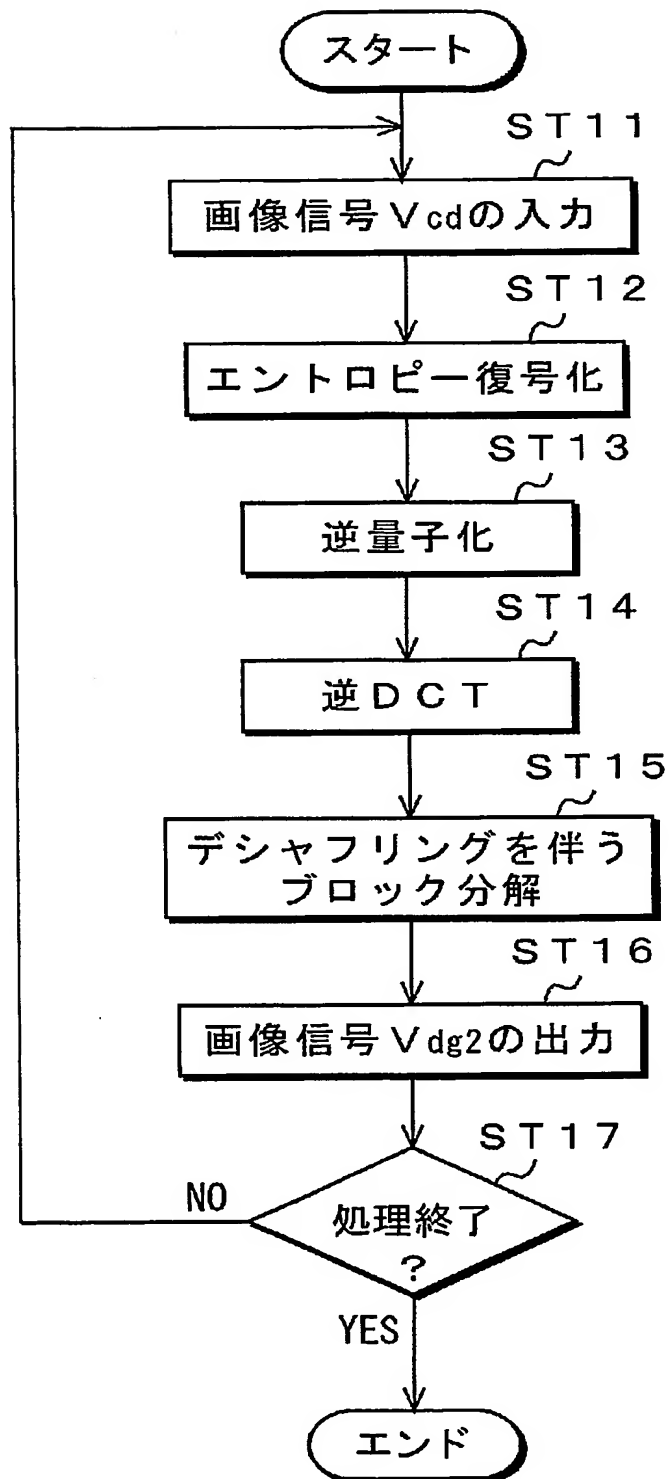 スタート
ST11
画像信号Vcdの入力
ST12
エントロピー復号化
ST13
逆量子化
ST14
逆DCT
ST15
デシャフリングを伴う
ブロック分解
ST16
画像信号Vdg2の出力
ST17
NO
処理終了
?
YES
エンド